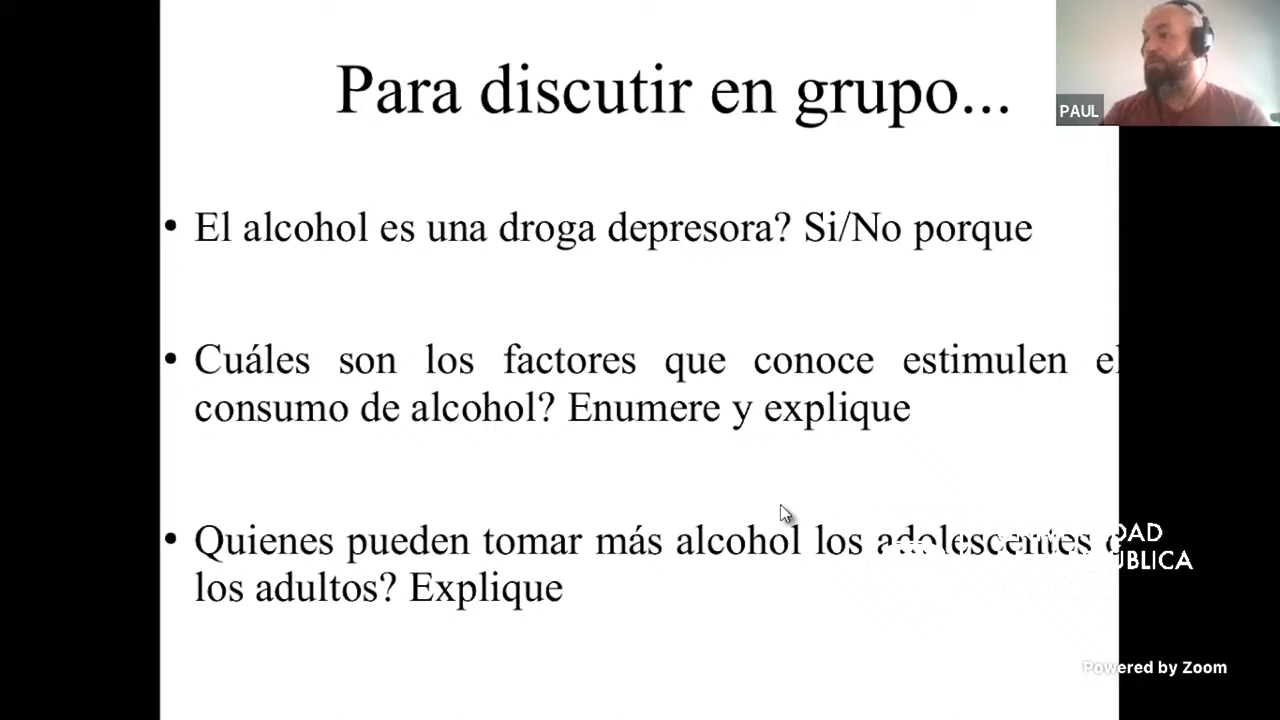 Para discutir en grupo...
PAUL
• El alcohol es una droga depresora? Si/No porque
• Cuáles son los factores que conoce estimulen el
consumo de alcohol? Enumere y explique
• Quienes pueden tomar más alcohol los adolescentes
los adultos? Explique
Powered by Zoom